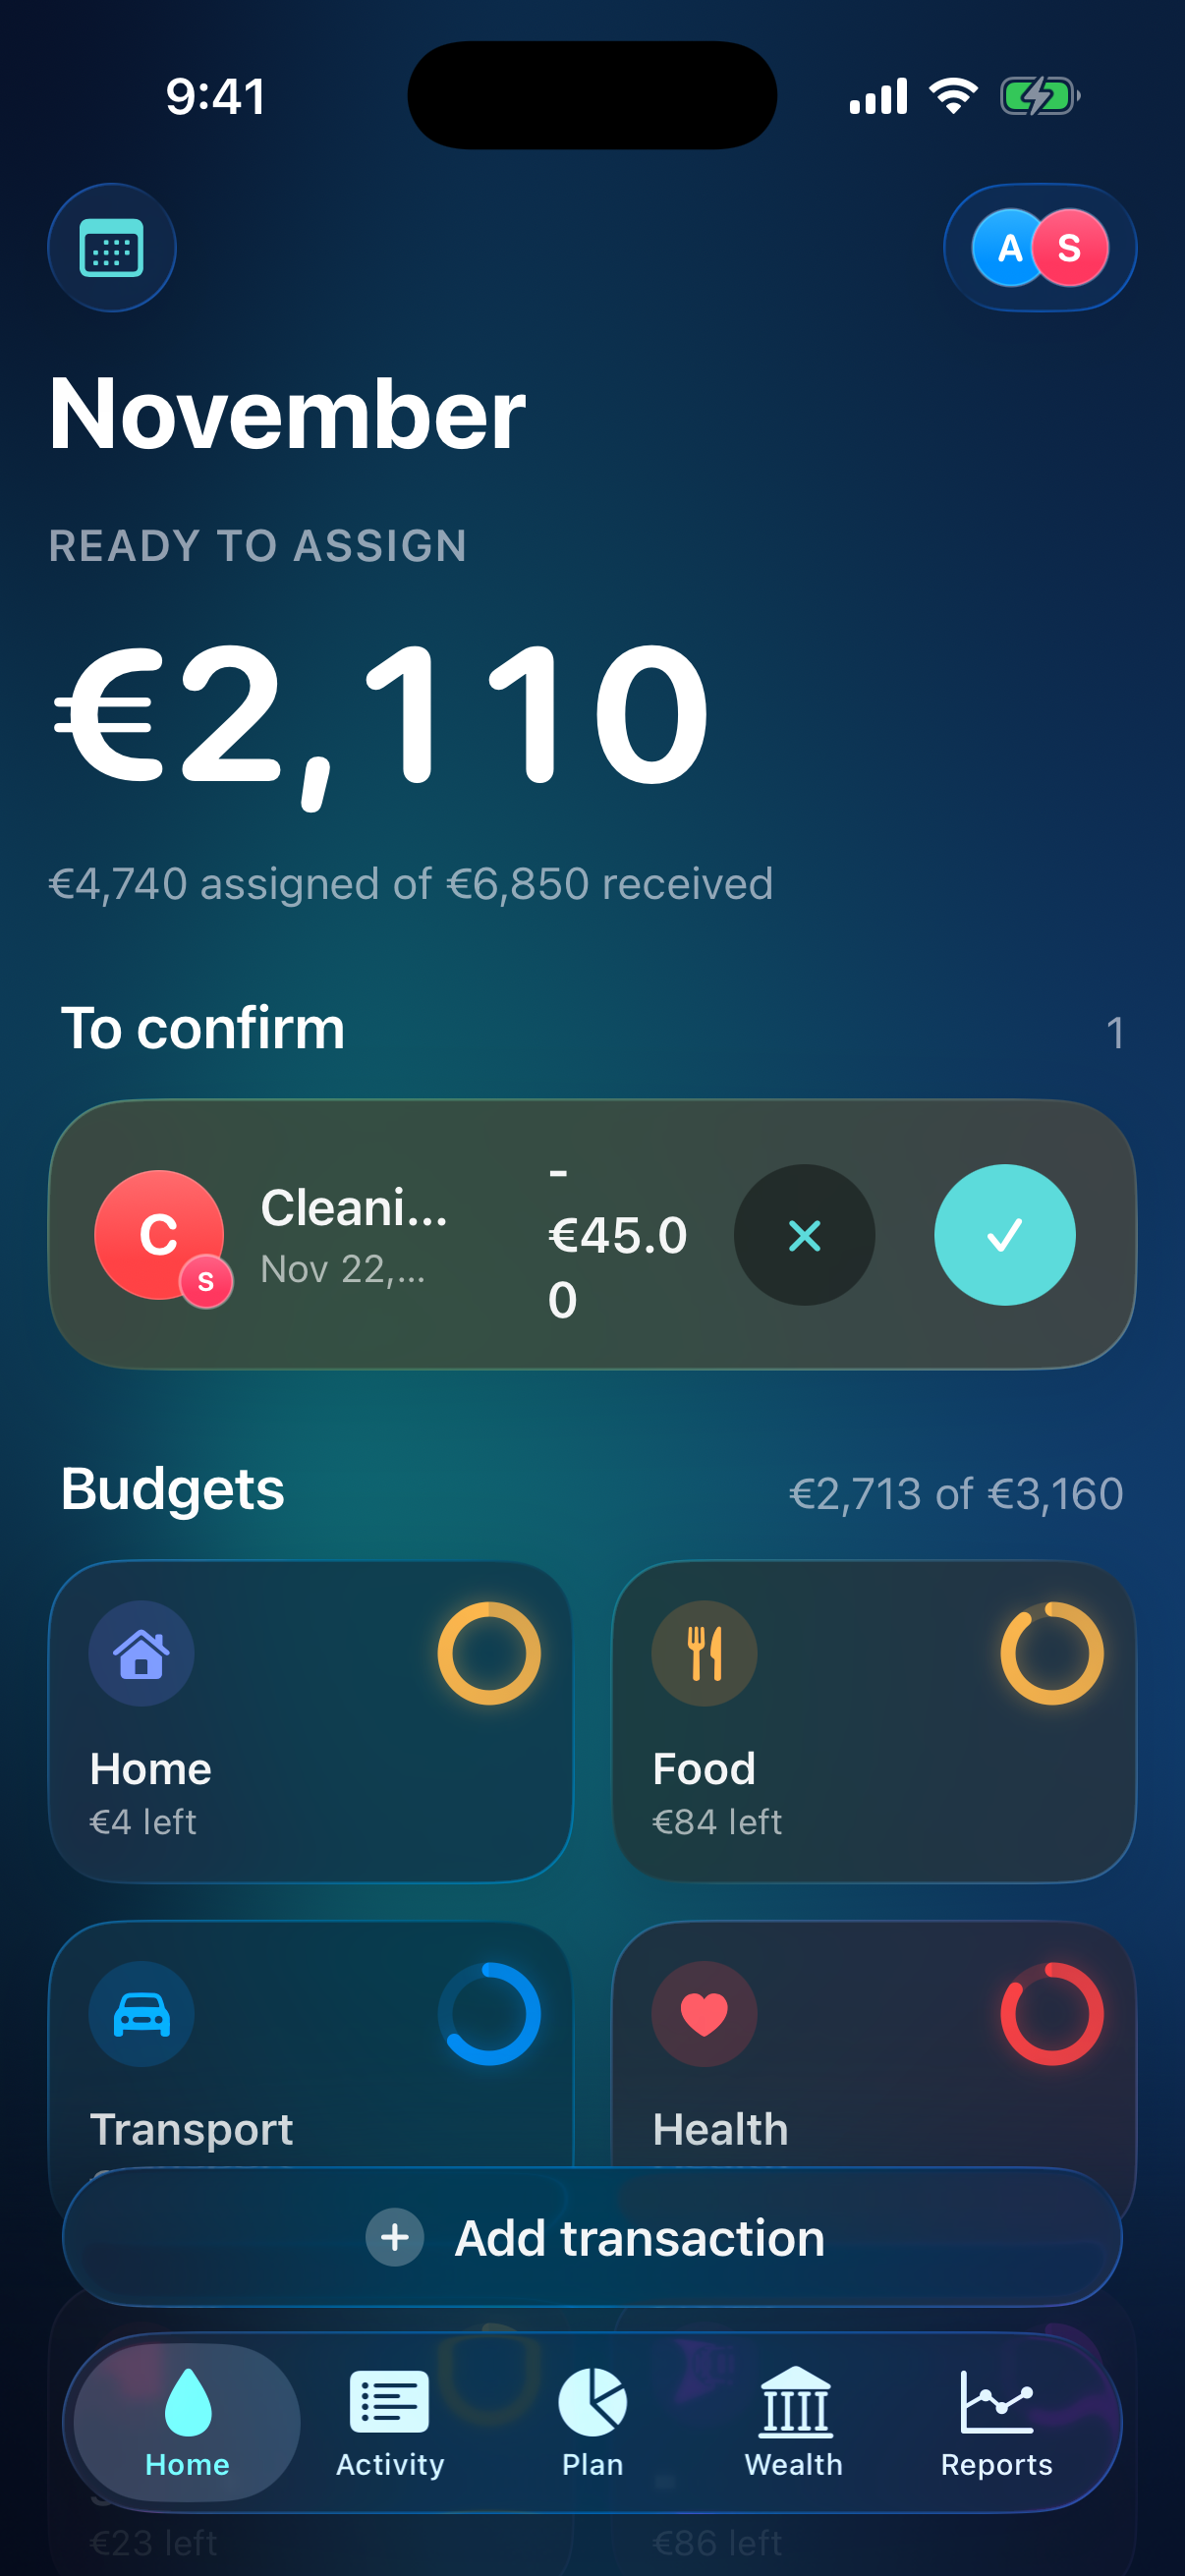 9:41
A S
November
READY TO ASSIGN
€2,110
€4,740 assigned of €6,850 received
To confirm 1
C
S
Cleani...
Nov 22,...
-
€45.0
0
Budgets €2,713 of €3,160
Home
€4 left
Food
€84 left
Transport
Health
Add transaction
Home Activity Plan Wealth Reports
€23 left €86 left